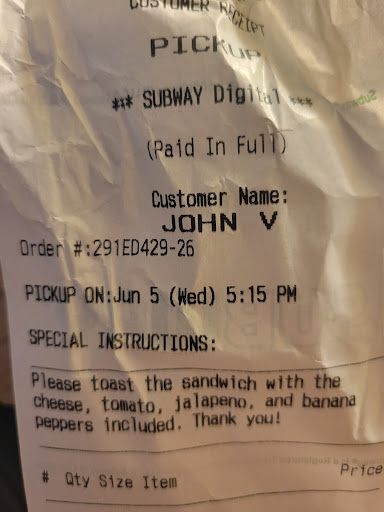 CUSTOMER RECEIPT
PICKUP
*** SUBWAY Digital ***
(Paid In Full)
Customer Name:
JOHN V
Order #:291ED429-26
PICKUP ON:Jun 5 (Wed) 5:15 PM
SPECIAL INSTRUCTIONS:
Please toast the sandwich with the
cheese, tomato, jalapeno, and banana
peppers included. Thank you!
# Qty Size Item Price